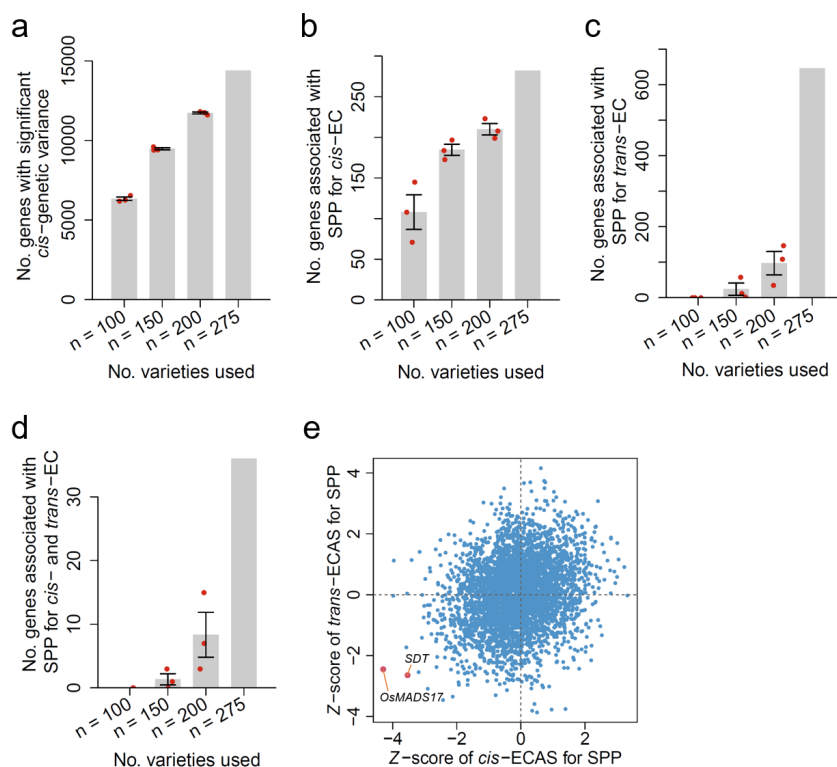 a
No. genes with significant
cis−genetic variance
0
5000
10000
15000
n = 100
n = 150
n = 200
n = 275
No. varieties used
b
No. genes associated with
SPP for cis−EC
0
50
150
250
n = 100
n = 150
n = 200
n = 275
No. varieties used
c
No. genes associated with
SPP for trans−EC
0
200
400
600
n = 100
n = 150
n = 200
n = 275
No. varieties used
d
No. genes associated with
SPP for cis− and trans−EC
0
10
20
30
n = 100
n = 150
n = 200
n = 275
No. varieties used
e
Z−score of trans−ECAS for SPP
4
2
0
−2
−4
SDT
OsMADS17
−4
−2
0
2
Z−score of cis−ECAS for SPP